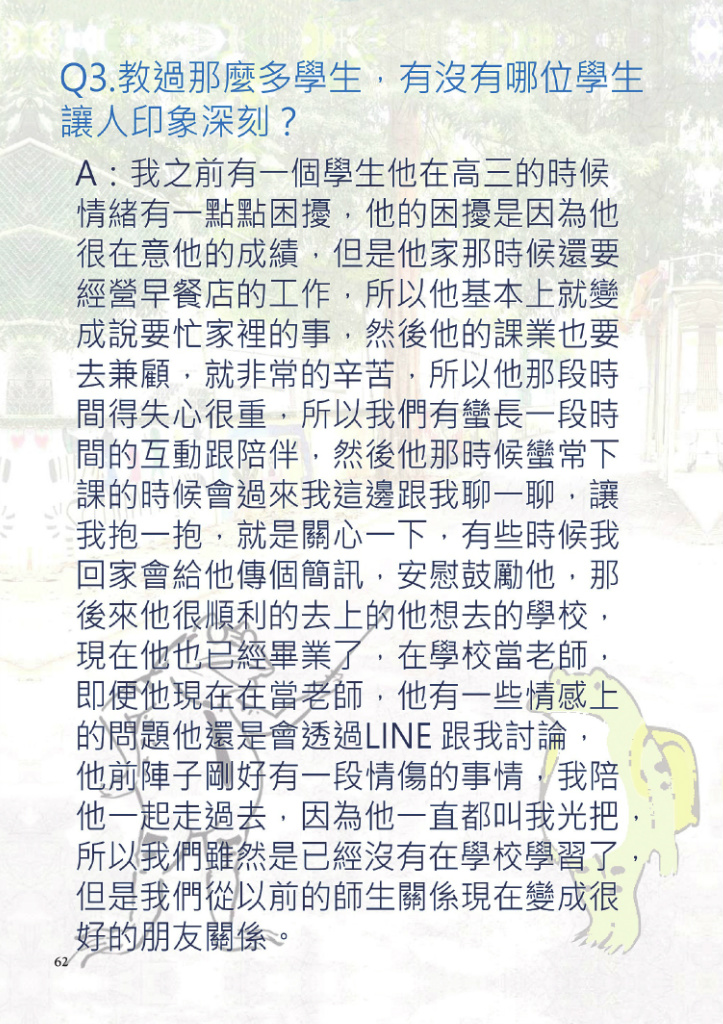 Q3.教過那麼多學生，有沒有哪位學生
讓人印象深刻？
A：我之前有一個學生他在高三的時候
情緒有一點點困擾，他的困擾是因為他
很在意他的成績，但是他家那時候還要
經營早餐店的工作，所以他基本上就變
成說要忙家裡的事，然後他的課業也要
去兼顧，就非常的辛苦，所以他那段時
間得失心很重，所以我們有蠻長一段時
間的互動跟陪伴，然後他那時候蠻常下
課的時候會過來我這邊跟我聊一聊，讓
我抱一抱，就是關心一下，有些時候我
回家會給他傳個簡訊，安慰鼓勵他，那
後來他很順利的去上的他想去的學校，
現在他也已經畢業了，在學校當老師，
即便他現在在當老師，他有一些情感上
的問題他還是會透過LINE 跟我討論，
他前陣子剛好有一段情傷的事情，我陪
他一起走過去，因為他一直都叫我光把，
所以我們雖然是已經沒有在學校學習了，
但是我們從以前的師生關係現在變成很
好的朋友關係。
62